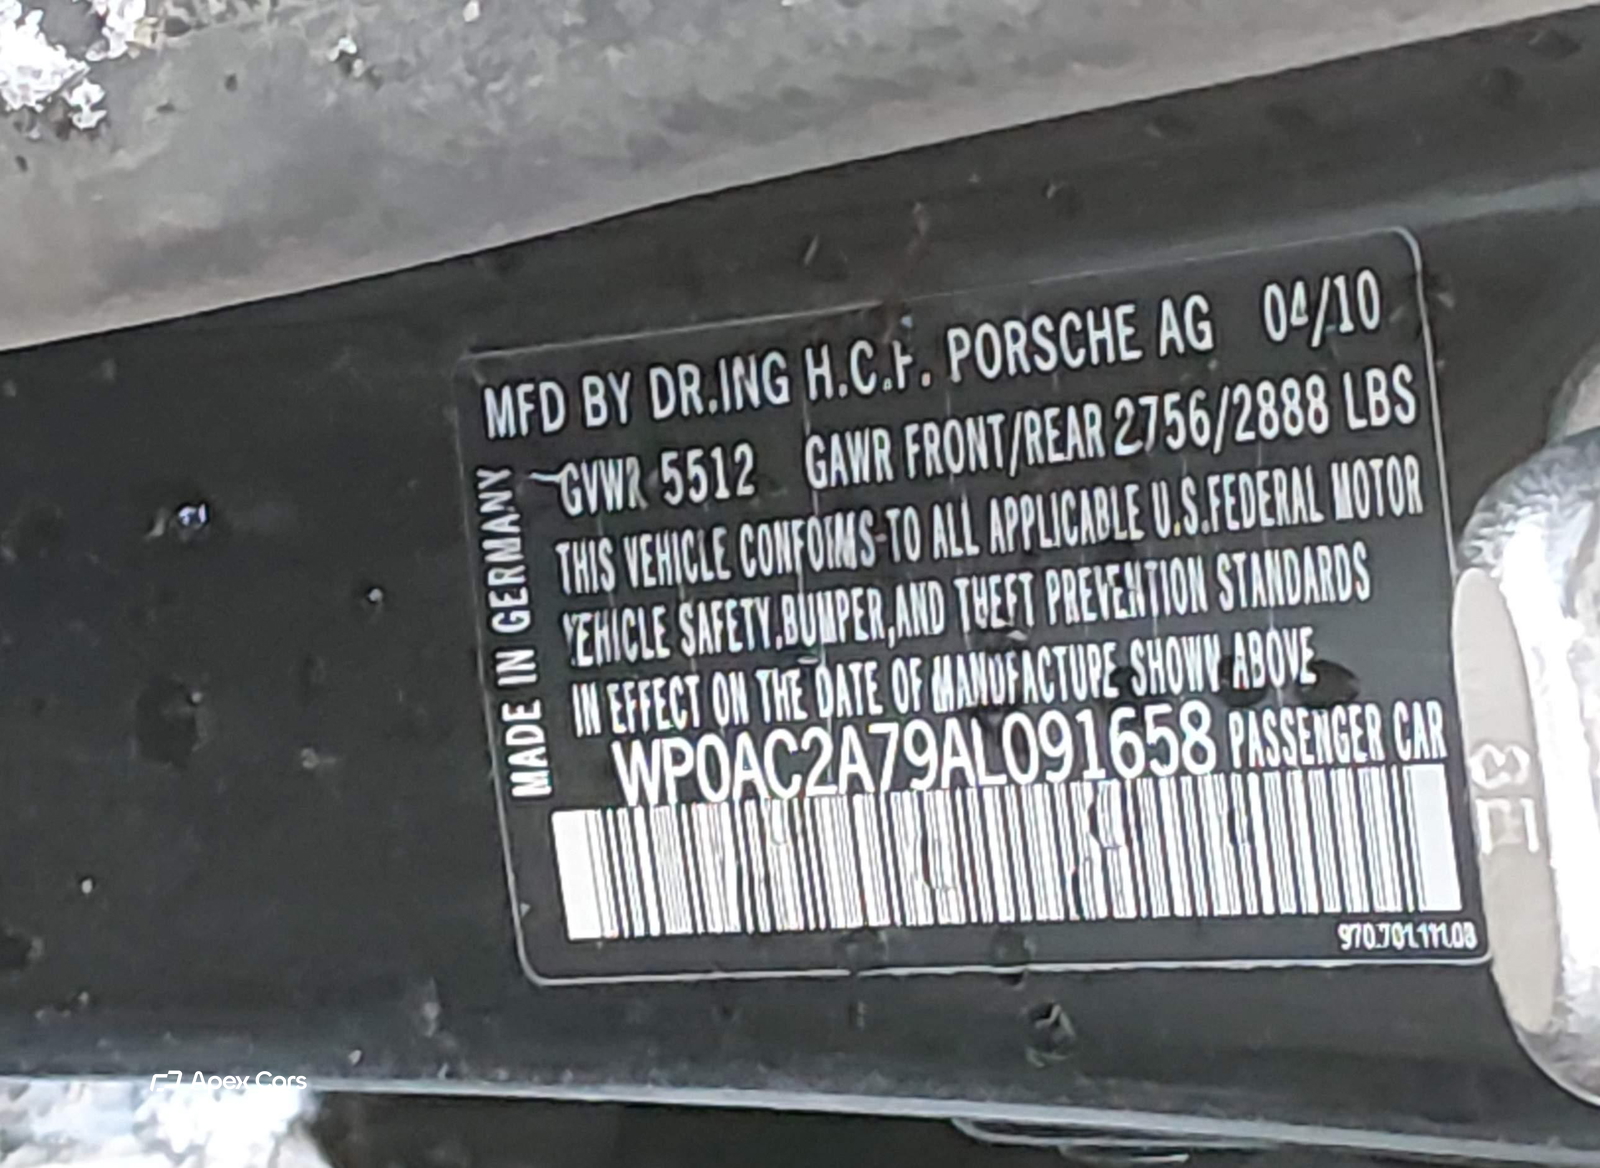 MFD BY DR.ING H.C.F. PORSCHE AG 04/10
GVWR 5512 GAWR FRONT/REAR 2756/2888 LBS
THIS VEHICLE CONFORMS TO ALL APPLICABLE U.S.FEDERAL MOTOR
VEHICLE SAFETY,BUMPER,AND THEFT PREVENTION STANDARDS
IN EFFECT ON THE DATE OF MANUFACTURE SHOWN ABOVE
WP0AC2A79AL091658 PASSENGER CAR
MADE IN GERMANY
970.701.111.08
Apex Cars